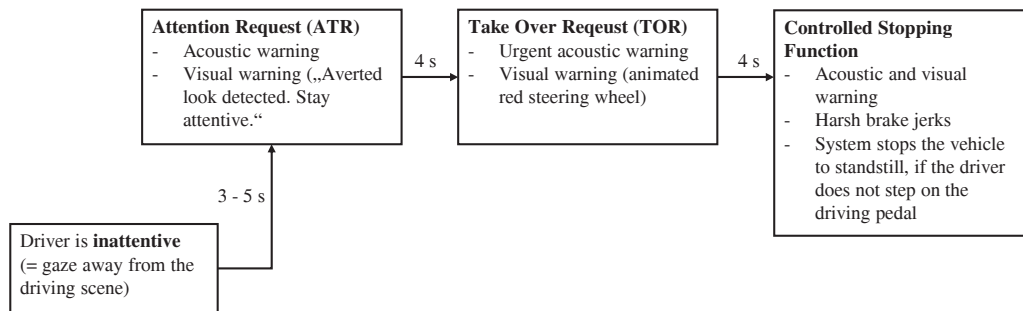 Attention Request (ATR)
- Acoustic warning
- Visual warning („Averted
look detected. Stay
attentive.“
4 s
Take Over Reqeust (TOR)
- Urgent acoustic warning
- Visual warning (animated
red steering wheel)
4 s
Controlled Stopping
Function
- Acoustic and visual
warning
- Harsh brake jerks
- System stops the vehicle
to standstill, if the driver
does not step on the
driving pedal
3 - 5 s
Driver is inattentive
(= gaze away from the
driving scene)